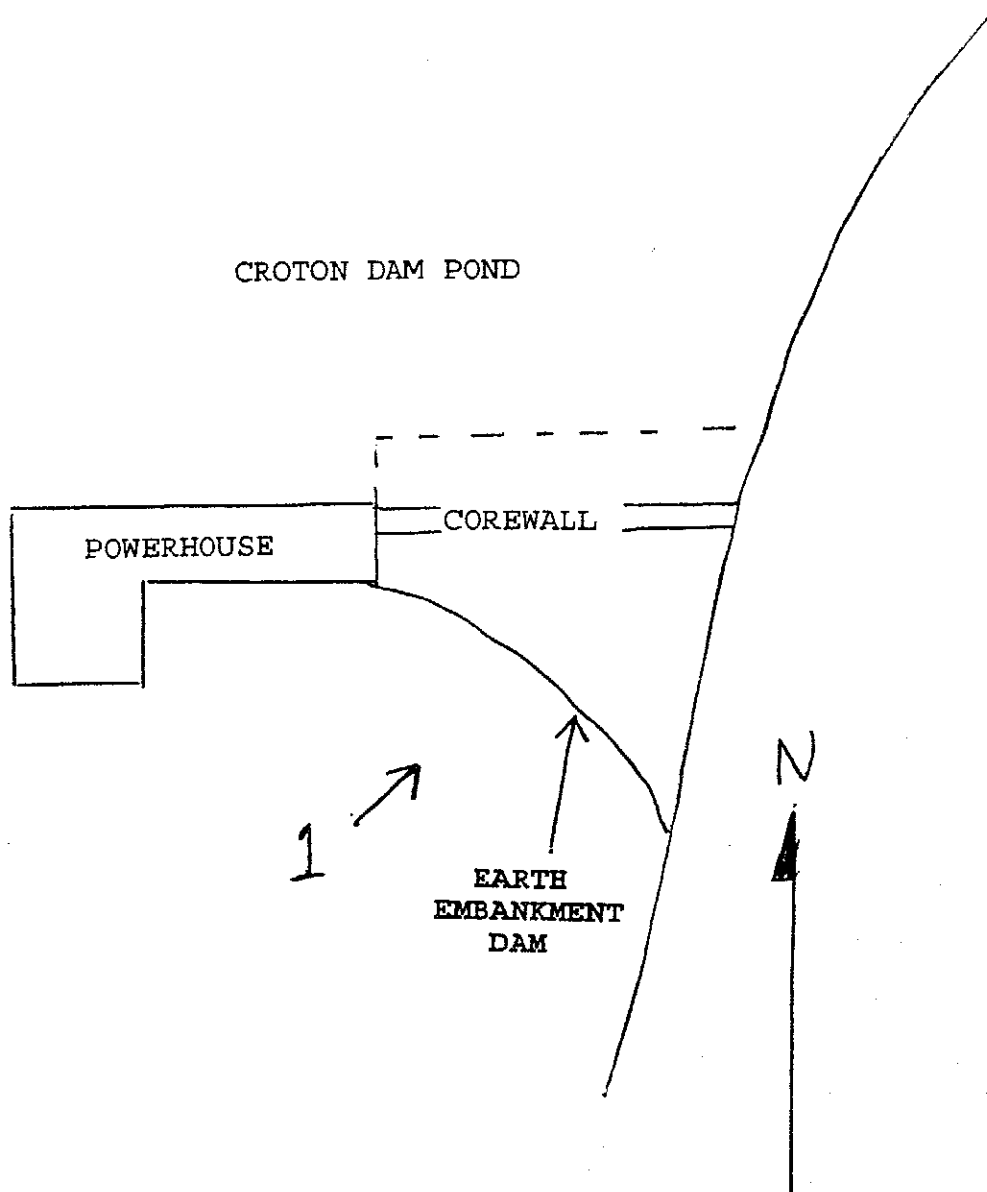 CROTON DAM POND
COREWALL
POWERHOUSE
N
1
EARTH
EMBANKMENT
DAM